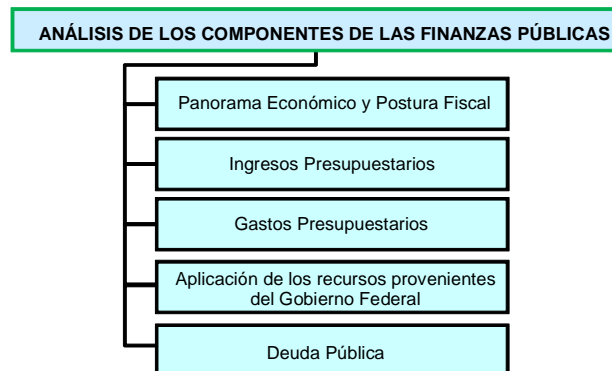 ANÁLISIS DE LOS COMPONENTES DE LAS FINANZAS PÚBLICAS
Panorama Económico y Postura Fiscal
Ingresos Presupuestarios
Gastos Presupuestarios
Aplicación de los recursos provenientes
del Gobierno Federal
Deuda Pública